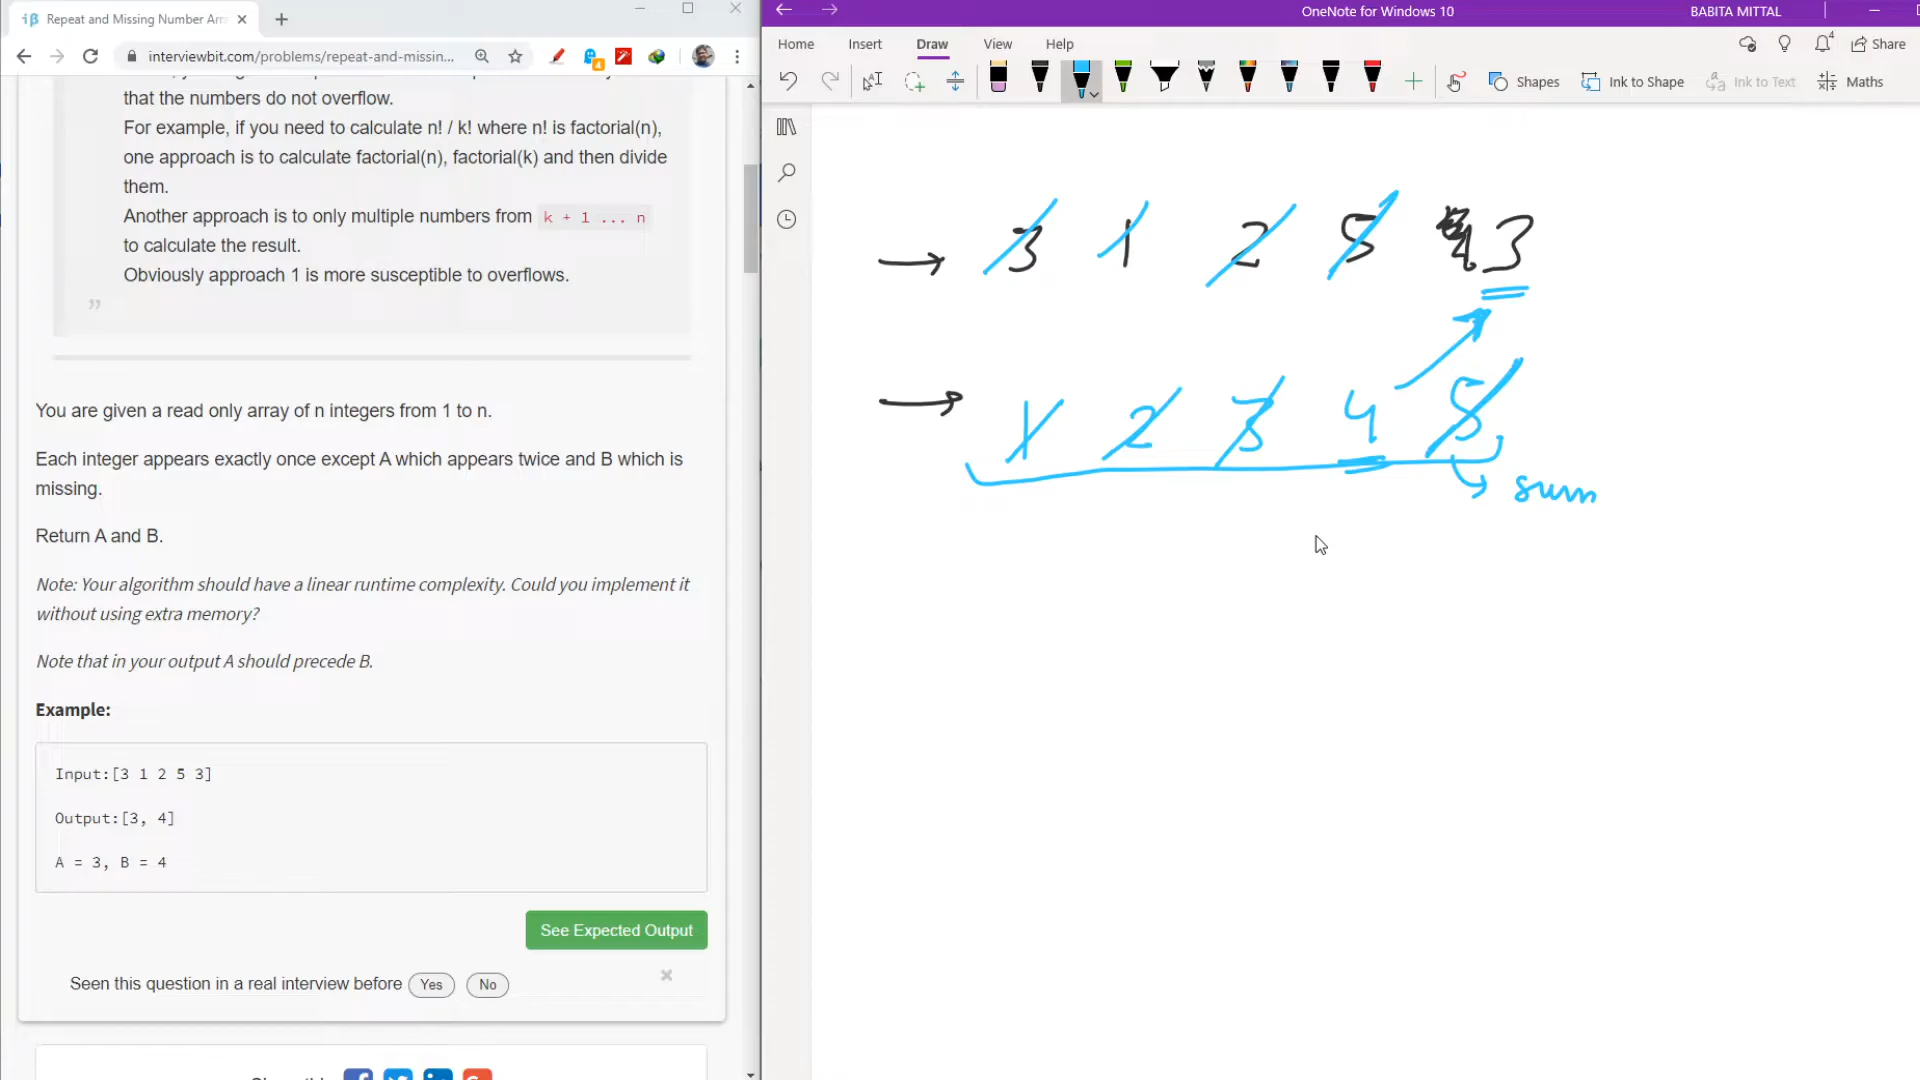 Repeat and Missing Number Arr
interviewbit.com/problems/repeat-and-missin...
that the numbers do not overflow.
For example, if you need to calculate n! / k! where n! is factorial(n),
one approach is to calculate factorial(n), factorial(k) and then divide
them.
Another approach is to only multiple numbers from k + 1 ... n
to calculate the result.
Obviously approach 1 is more susceptible to overflows.
”
You are given a read only array of n integers from 1 to n.
Each integer appears exactly once except A which appears twice and B which is
missing.
Return A and B.
Note: Your algorithm should have a linear runtime complexity. Could you implement it
without using extra memory?
Note that in your output A should precede B.
Example:
Input:[3 1 2 5 3]
Output:[3, 4]
A = 3, B = 4
See Expected Output
Seen this question in a real interview before Yes No
OneNote for Windows 10
BABITA MITTAL
Home Insert Draw View Help
4 Share
Shapes Ink to Shape Ink to Text Maths
3 1 2 5 3
1 2 3 4 5
sum